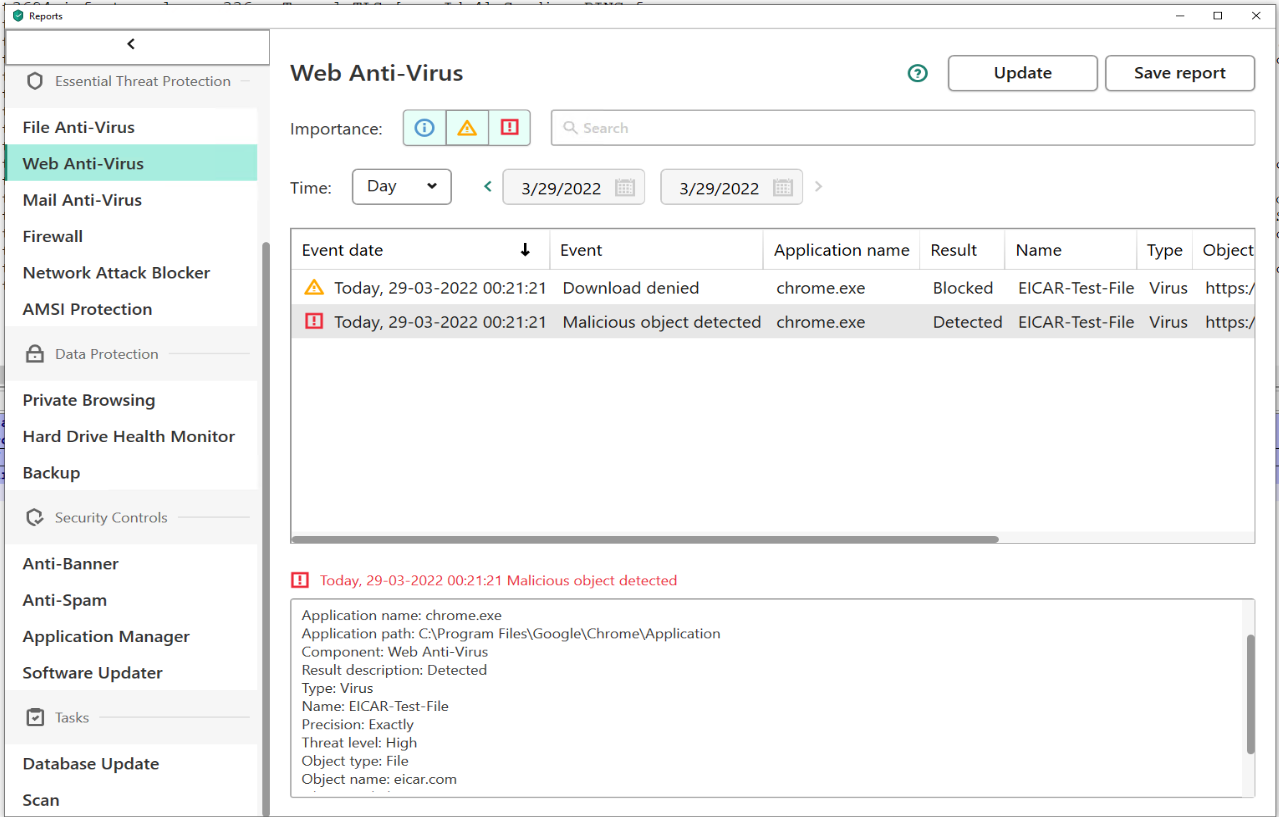 Reports
Essential Threat Protection
File Anti-Virus
Web Anti-Virus
Mail Anti-Virus
Firewall
Network Attack Blocker
AMSI Protection
Data Protection
Private Browsing
Hard Drive Health Monitor
Backup
Security Controls
Anti-Banner
Anti-Spam
Application Manager
Software Updater
Tasks
Database Update
Scan
Web Anti-Virus
Update
Save report
Importance:
Search
Time:
Day
3/29/2022
3/29/2022
Event date Event Application name Result Name Type Object
Today, 29-03-2022 00:21:21 Download denied chrome.exe Blocked EICAR-Test-File Virus https:/
Today, 29-03-2022 00:21:21 Malicious object detected chrome.exe Detected EICAR-Test-File Virus https:/
Today, 29-03-2022 00:21:21 Malicious object detected
Application name: chrome.exe
Application path: C:\Program Files\Google\Chrome\Application
Component: Web Anti-Virus
Result description: Detected
Type: Virus
Name: EICAR-Test-File
Precision: Exactly
Threat level: High
Object type: File
Object name: eicar.com